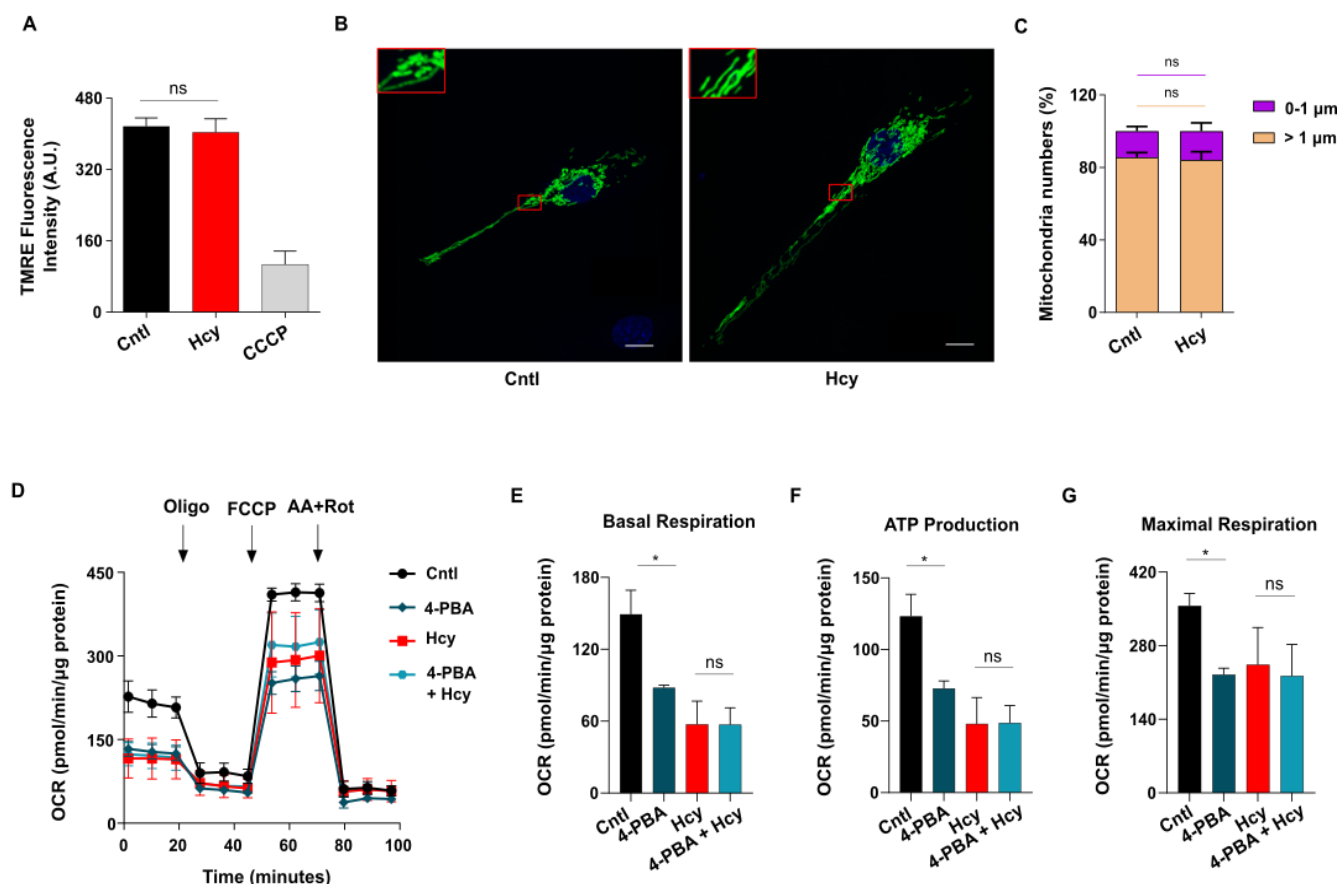 A
TMRE Fluorescence
Intensity (A.U.)
480
320
240
160
80
0
ns
Cntl
Hcy
CCCP
B
Cntl
Hcy
C
Mitochondria numbers (%)
120
80
40
0
ns
ns
0-1 µm
> 1 µm
Cntl
Hcy
D
Oligo
FCCP
AA+Rot
OCR (pmol/min/µg protein)
450
300
150
0
0
20
40
60
80
100
Time (minutes)
Cntl
4-PBA
Hcy
4-PBA
+ Hcy
E
Basal Respiration
OCR (pmol/min/µg protein)
180
120
60
0
*
ns
Cntl
4-PBA
Hcy
4-PBA + Hcy
F
ATP Production
OCR (pmol/min/µg protein)
150
100
50
0
*
ns
Cntl
4-PBA
Hcy
4-PBA + Hcy
G
Maximal Respiration
OCR (pmol/min/µg protein)
420
280
140
0
*
ns
Cntl
4-PBA
Hcy
4-PBA + Hcy